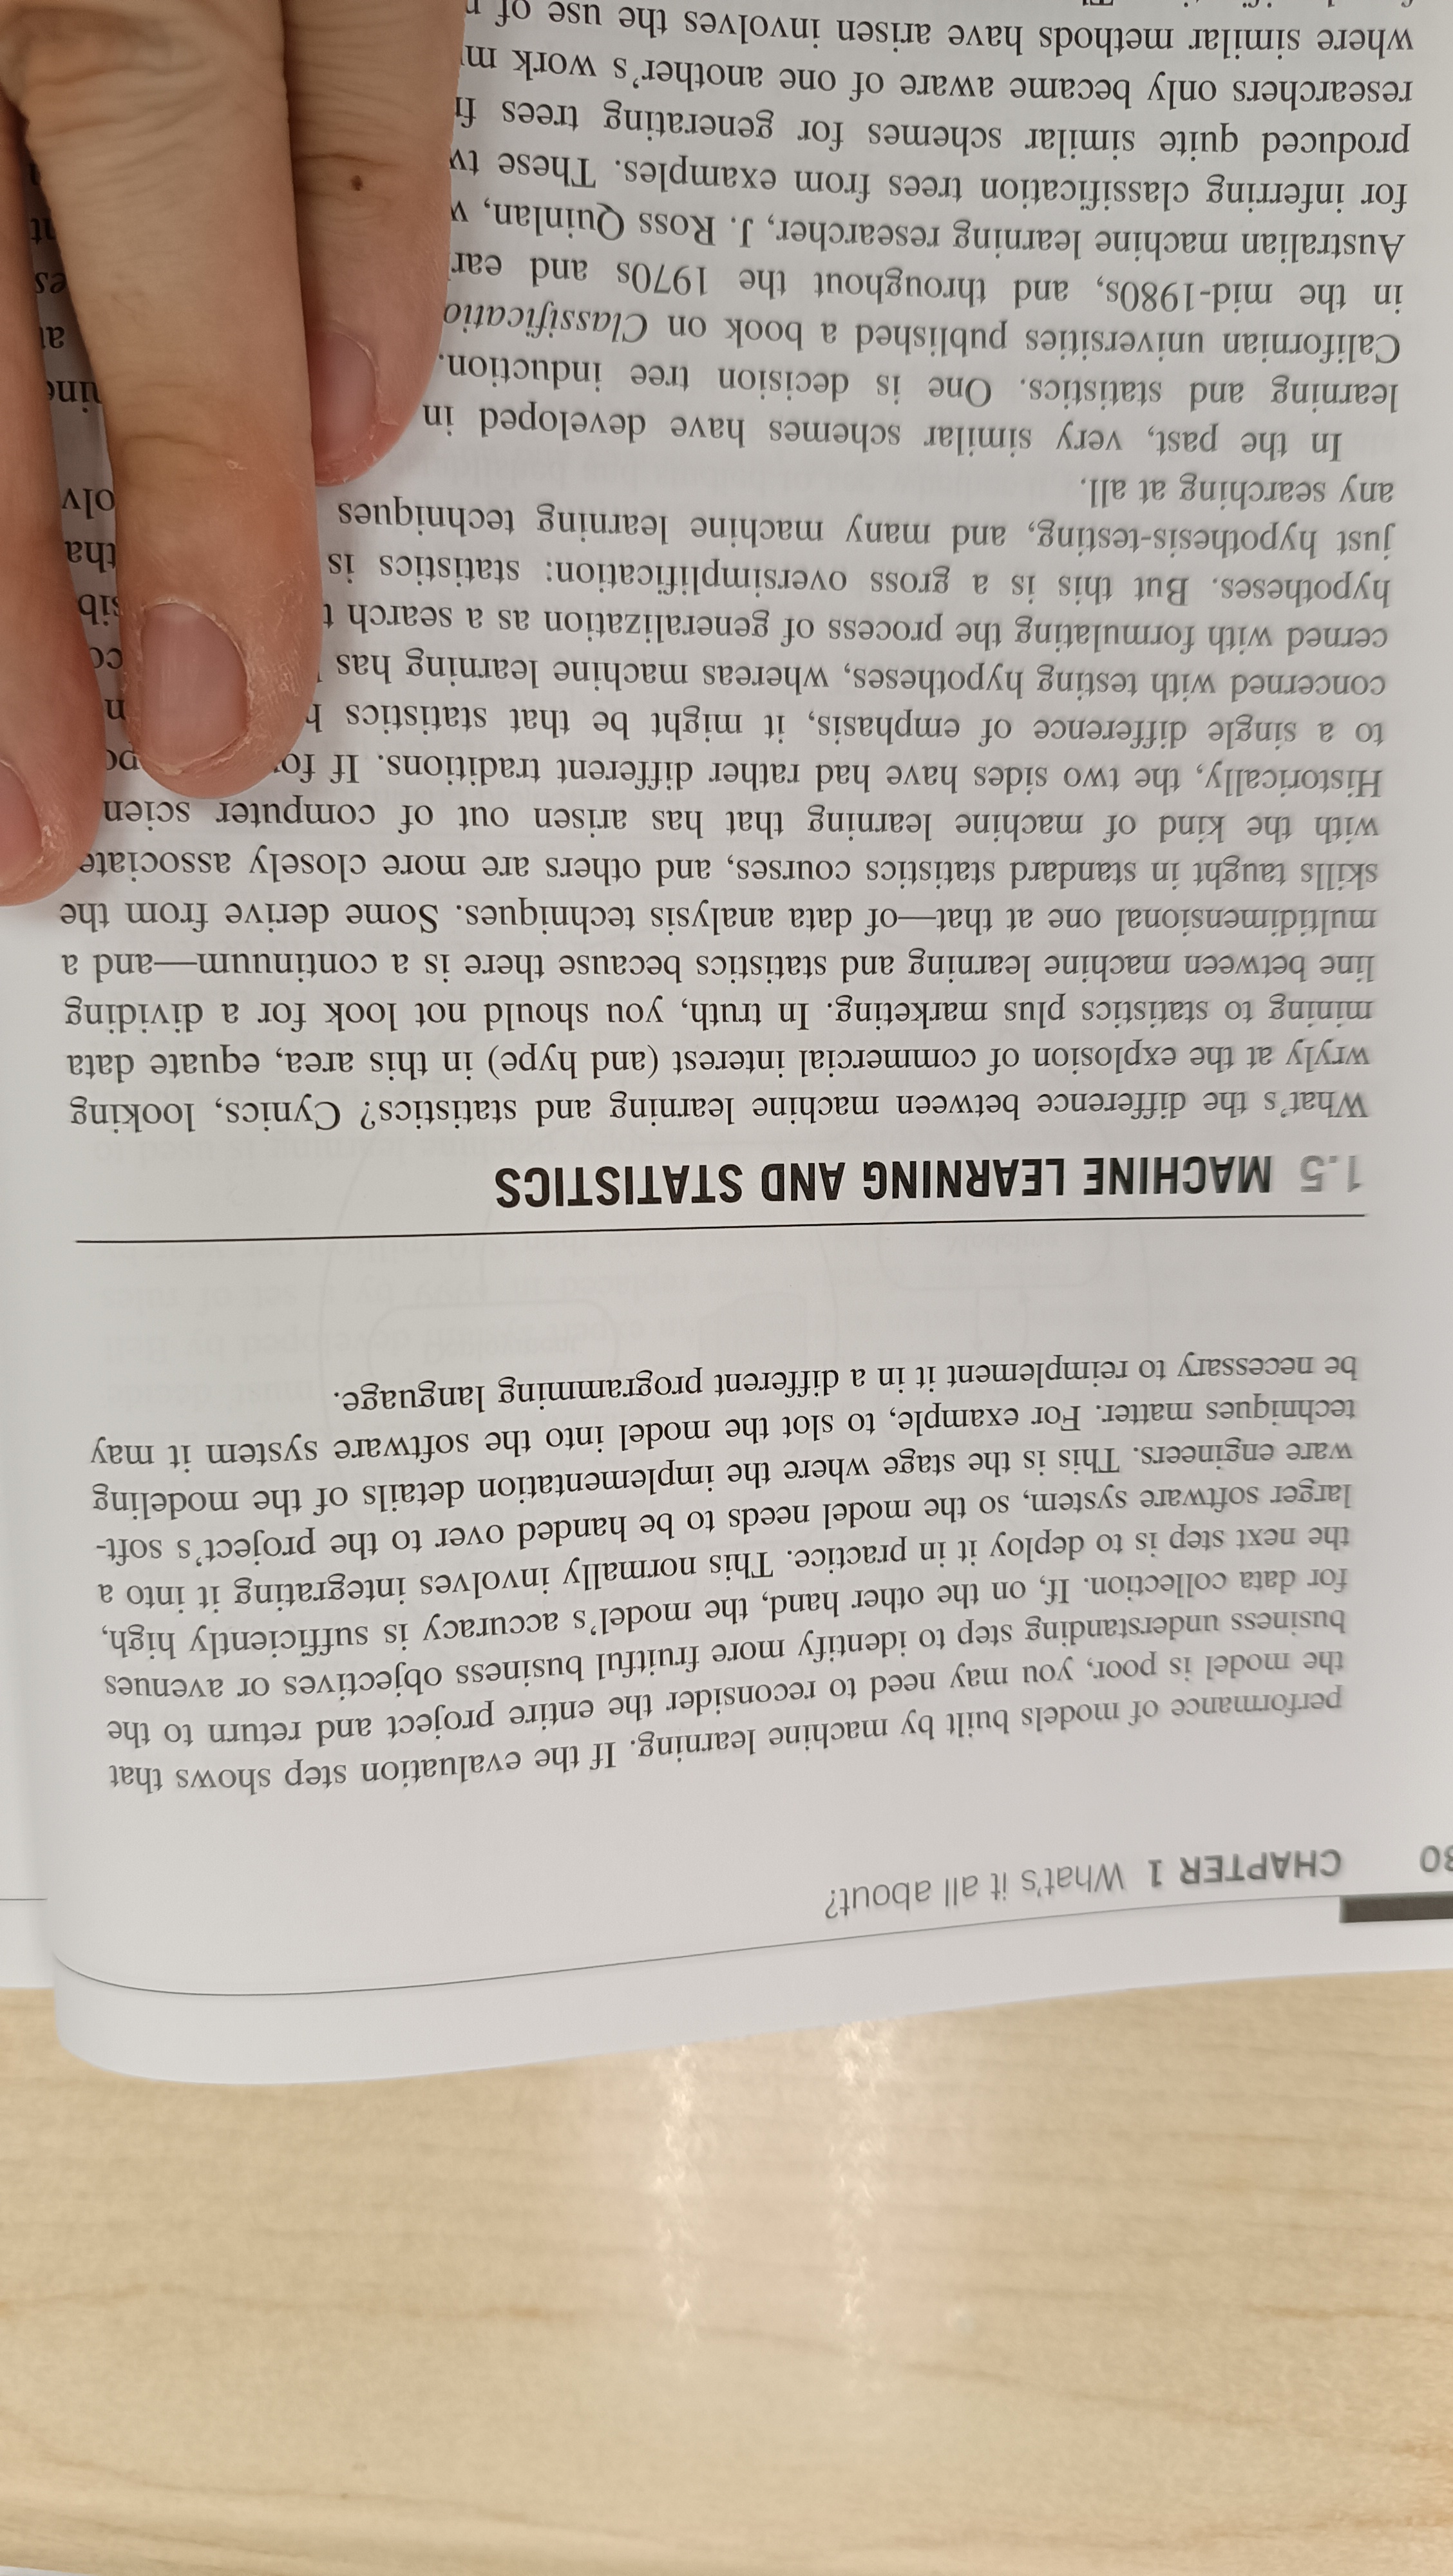 30 CHAPTER 1 What's it all about?
performance of models built by machine learning. If the evaluation step shows that
the model is poor, you may need to reconsider the entire project and return to the
business understanding step to identify more fruitful business objectives or avenues
for data collection. If, on the other hand, the model's accuracy is sufficiently high,
the next step is to deploy it in practice. This normally involves integrating it into a
larger software system, so the model needs to be handed over to the project's soft-
ware engineers. This is the stage where the implementation details of the modeling
techniques matter. For example, to slot the model into the software system it may
be necessary to reimplement it in a different programming language.
1.5 MACHINE LEARNING AND STATISTICS
What's the difference between machine learning and statistics? Cynics, looking
wryly at the explosion of commercial interest (and hype) in this area, equate data
mining to statistics plus marketing. In truth, you should not look for a dividing
line between machine learning and statistics because there is a continuum—and a
multidimensional one at that—of data analysis techniques. Some derive from the
skills taught in standard statistics courses, and others are more closely associate
with the kind of machine learning that has arisen out of computer scien
Historically, the two sides have had rather different traditions. If
to a single difference of emphasis, it might be that statistics
concerned with testing hypotheses, whereas machine learning has
cerned with formulating the process of generalization as a search
hypotheses. But this is a gross oversimplification: statistics is tha
just hypothesis-testing, and many machine learning techniques olv
any searching at all.
In the past, very similar schemes have developed in
learning and statistics. One is decision tree induction.
Californian universities published a book on Classificatio
in the mid-1980s, and throughout the 1970s and ear
Australian machine learning researcher, J. Ross Quinlan,
for inferring classification trees from examples. These
produced quite similar schemes for generating trees
researchers only became aware of one another's work
where similar methods have arisen involves the use of